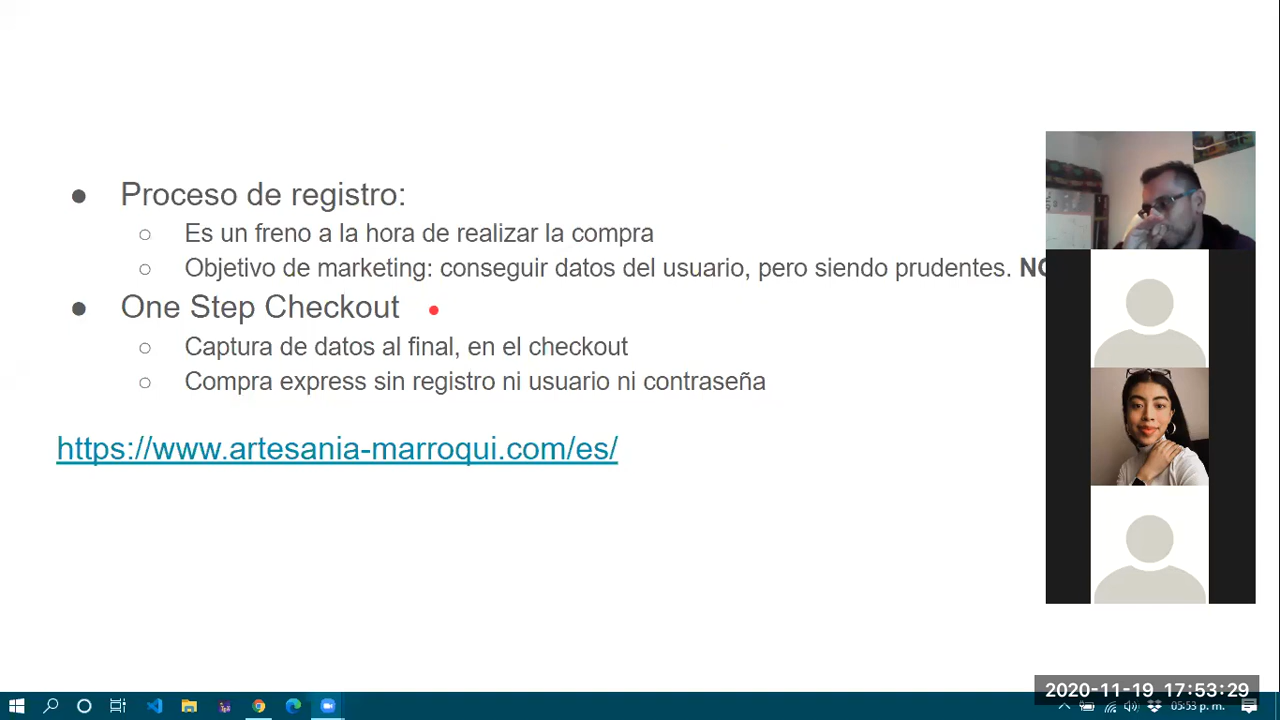 Proceso de registro:
Es un freno a la hora de realizar la compra
Objetivo de marketing: conseguir datos del usuario, pero siendo prudentes.
One Step Checkout
Captura de datos al final, en el checkout
Compra express sin registro ni usuario ni contraseña
https://www.artesania-marroqui.com/es/
2020-11-19 17:53:29
05:53 p. m.